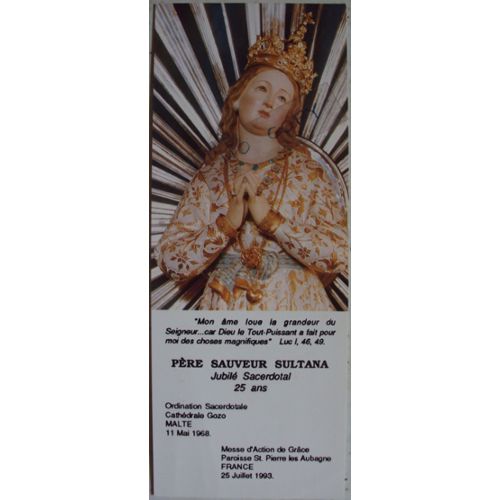 "Mon âme loue la grandeur du
Seigneur...car Dieu le Tout-Puissant a fait pour
moi des choses magnifiques" Luc I, 46, 49.
PÈRE SAUVEUR SULTANA
Jubilé Sacerdotal
25 ans
Ordination Sacerdotale
Cathédrale Gozo
MALTE
11 Mai 1968.
Messe d'Action de Grâce
Paroisse St. Pierre les Aubagne
FRANCE
25 Juillet 1993.